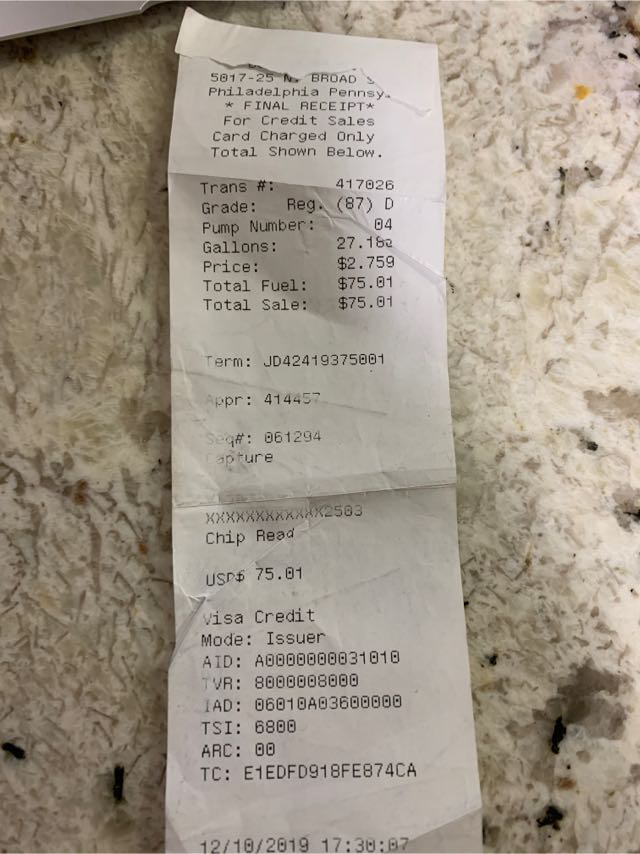 5017-25 N. BROAD S
Philadelphia Pennsy
* FINAL RECEIPT*
For Credit Sales
Card Charged Only
Total Shown Below.
Trans #: 417026
Grade: Reg. (87) D
Pump Number: 04
Gallons: 27.182
Price: $2.759
Total Fuel: $75.01
Total Sale: $75.01
Term: JD42419375001
Appr: 414457
Seq#: 061294
Capture
XXXXXXXXXXXX2503
Chip Read
USD$ 75.01
Visa Credit
Mode: Issuer
AID: A0000000031010
TVR: 8000008000
IAD: 06010A03600000
TSI: 6800
ARC: 00
TC: E1EDFD918FE874CA
12/10/2019 17:30:07